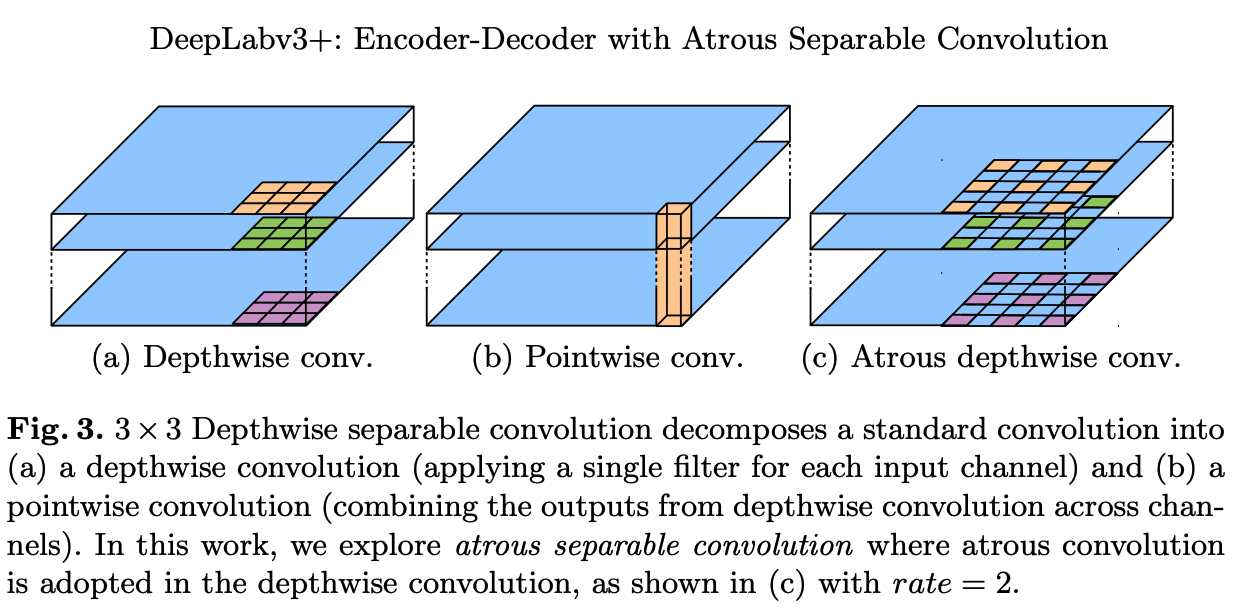 DeepLabv3+: Encoder-Decoder with Atrous Separable Convolution
(a) Depthwise conv.
(b) Pointwise conv.
(c) Atrous depthwise conv.
Fig. 3. 3 × 3 Depthwise separable convolution decomposes a standard convolution into
(a) a depthwise convolution (applying a single filter for each input channel) and (b) a
pointwise convolution (combining the outputs from depthwise convolution across chan-
nels). In this work, we explore atrous separable convolution where atrous convolution
is adopted in the depthwise convolution, as shown in (c) with rate = 2.